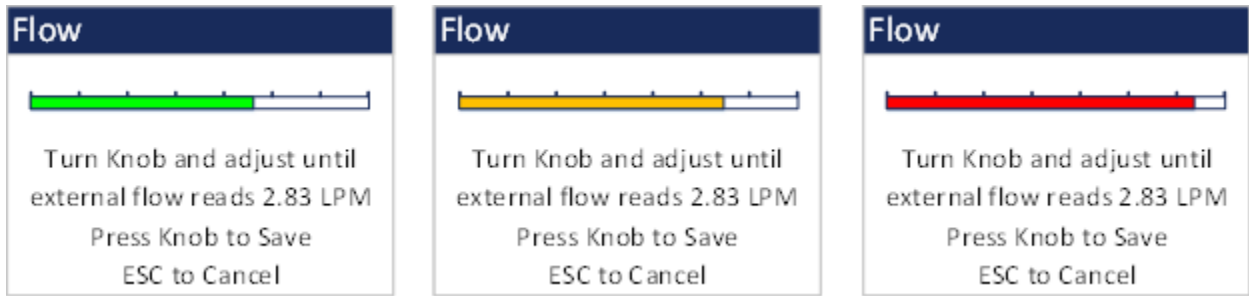 Flow
Turn Knob and adjust until
external flow reads 2.83 LPM
Press Knob to Save
ESC to Cancel
Flow
Turn Knob and adjust until
external flow reads 2.83 LPM
Press Knob to Save
ESC to Cancel
Flow
Turn Knob and adjust until
external flow reads 2.83 LPM
Press Knob to Save
ESC to Cancel